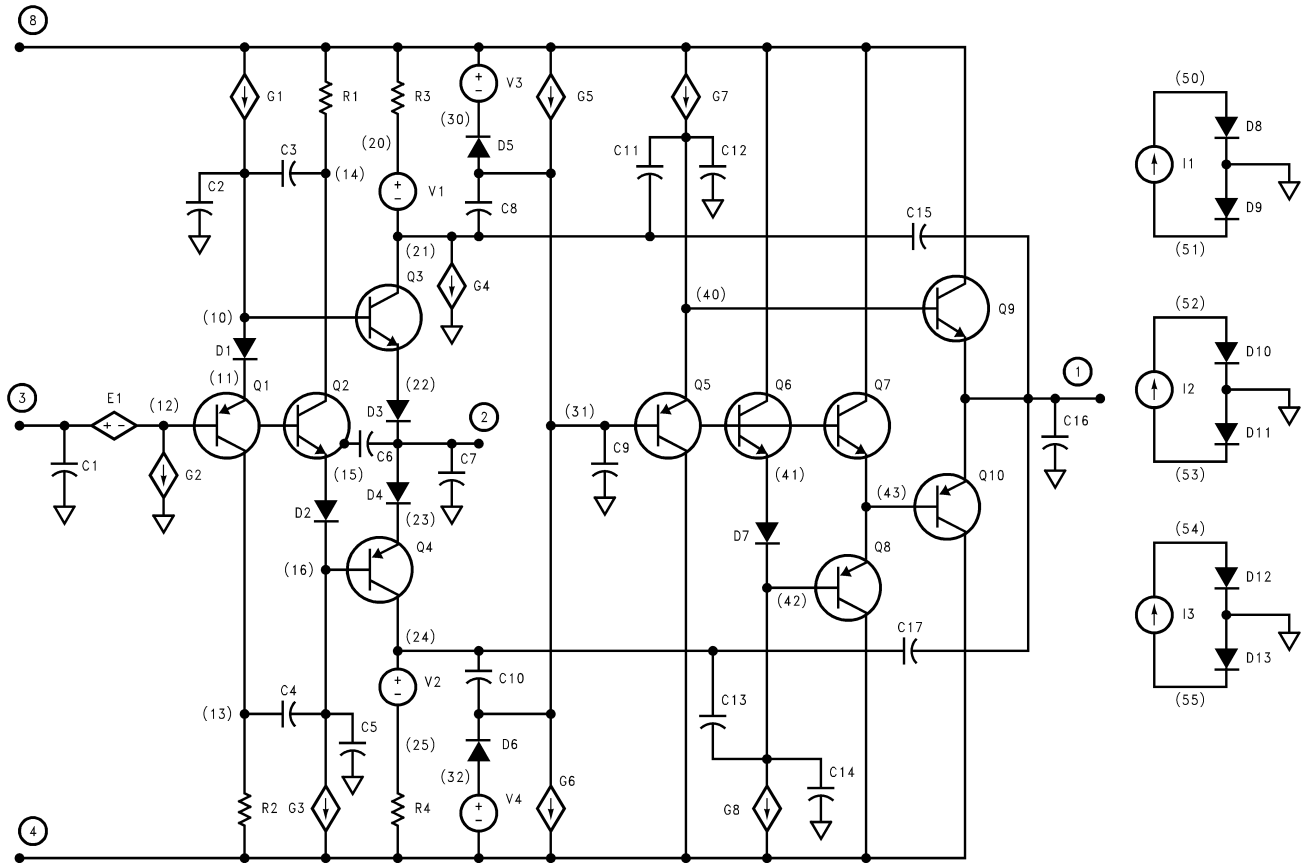 8
(50)
G1 R1 R3 V3 G5 G7
(30)
D8
(20) D5
C3 C11 C12 I1
C2 (14) V1
C8 D9
C15
(21) (51)
Q3 G4
(40)
(10) Q9 (52)
D1 D10
(11) Q1 Q2 (22) Q5 Q6 Q7 1
3 E1 (12) D3 2 (31) I2
C16 D11
C6
C1 G2 (15) C7 C9 (41) Q10 (53)
D4 (43)
D2 (23)
D7
Q4 Q8 (54)
(16) D12
(42)
I3
(24) C17
D13
V2 C10
C4 C13 (55)
(13) C5
(25) D6
(32) C14
G6
R2 G3 R4 V4 G8
4